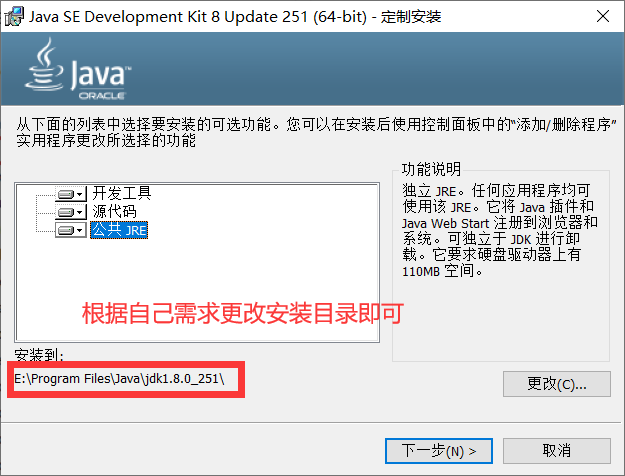 Java SE Development Kit 8 Update 251 (64-bit) - 定制安装
Java™
ORACLE
从下面的列表中选择要安装的可选功能。您可以在安装后使用控制面板中的“添加/删除程序”
实用程序更改所选择的功能
开发工具
源代码
公共 JRE
功能说明
独立 JRE。任何应用程序均可
使用该 JRE。它将 Java 插件和
Java Web Start 注册到浏览器和
系统。可独立于 JDK 进行卸
载。它要求硬盘驱动器上有
110MB 空间。
根据自己需求更改安装目录即可
安装到:
E:\Program Files\Java\jdk1.8.0_251\
更改(C)...
下一步(N) >
取消